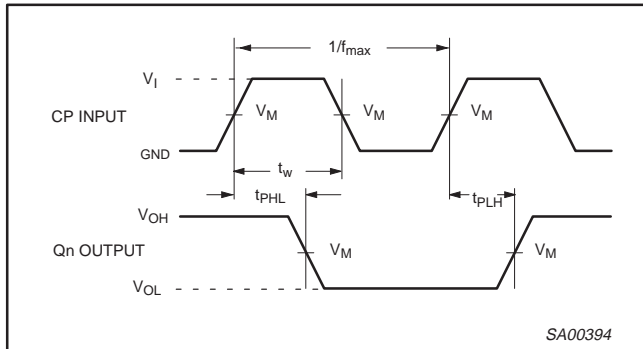 1/fmax
VI
CP INPUT
VM
VM
VM
GND
tw
tPHL
tPLH
VOH
Qn OUTPUT
VM
VM
VOL
SA00394